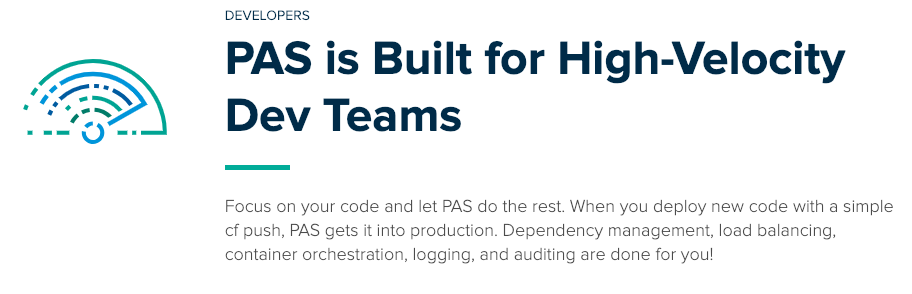 DEVELOPERS
PAS is Built for High-Velocity
Dev Teams
Focus on your code and let PAS do the rest. When you deploy new code with a simple
cf push, PAS gets it into production. Dependency management, load balancing,
container orchestration, logging, and auditing are done for you!